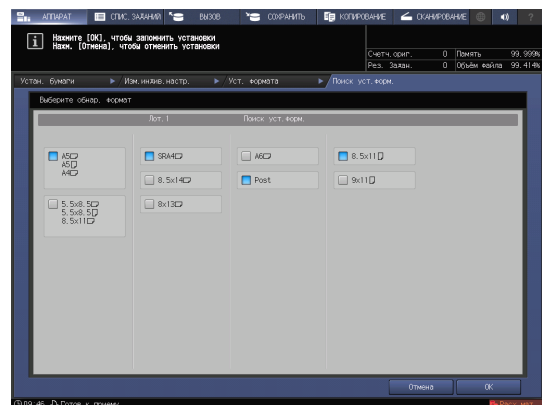 АППАРАТ СПИС. ЗАДАНИЙ ВЫЗОВ СОХРАНИТЬ КОПИРОВАНИЕ СКАНИРОВАНИЕ ?
Нажмите [OK], чтобы запомнить установки
Нажм. [Отмена], чтобы отменить установки
Счетч.ориг. 0 Память 99.999%
Рез. Задан. 0 Объём файла 99.414%
Устан. бумаги Изм.индив.настр. Уст. формата Поиск уст.форм.
Выберите обнар. формат
Лот.1 Поиск уст.форм.
A5
A5
A4
SRA4
A6
8.5x11
8.5x14
Post
9x11
5.5x8.5
5.5x8.5
8.5x11
8x13
Отмена OK
09:46 Готов к приему